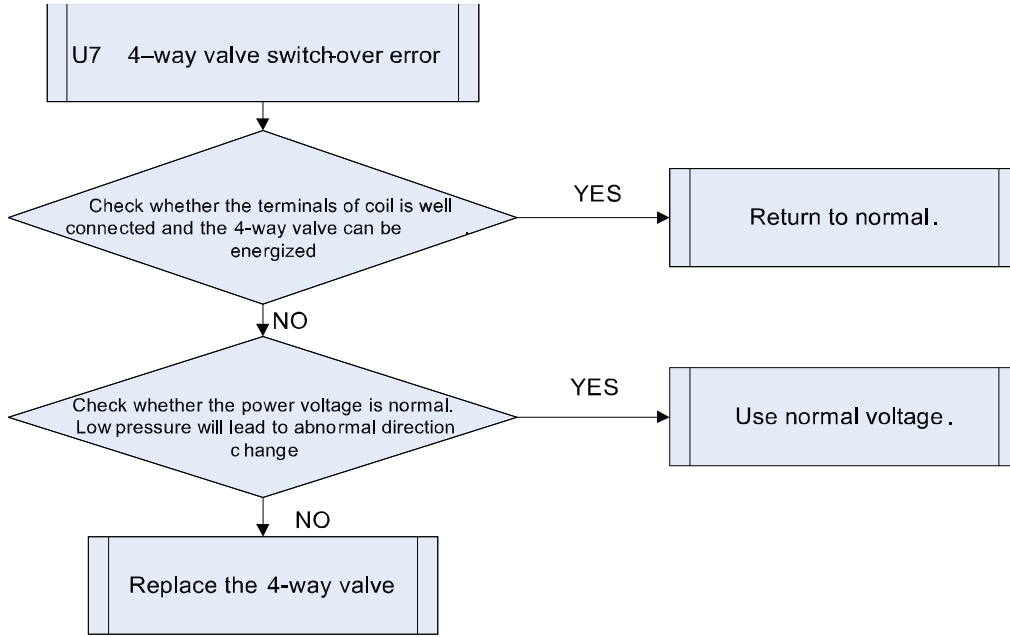 U7 4–way valve switch-over error
Check whether the terminals of coil is well
connected and the 4-way valve can be .
energized
YES
Return to normal.
NO
Check whether the power voltage is normal.
Low pressure will lead to abnormal direction
change
YES
Use normal voltage.
NO
Replace the 4-way valve